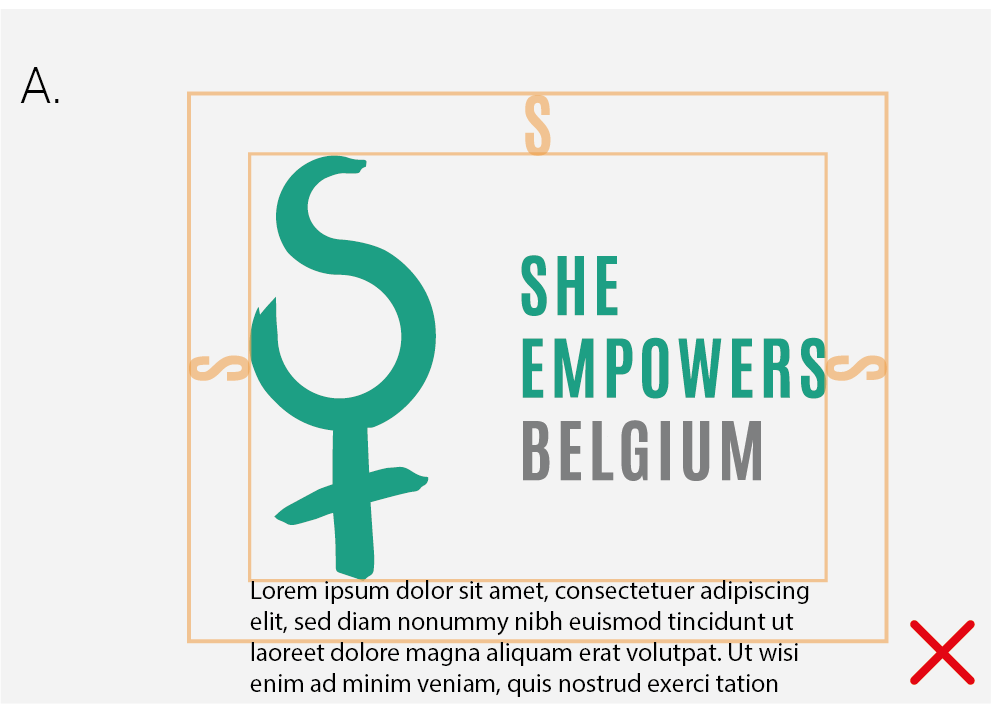 A.
S
SHE
EMPOWERS
S
S
BELGIUM
Lorem ipsum dolor sit amet, consectetuer adipiscing
elit, sed diam nonummy nibh euismod tincidunt ut
laoreet dolore magna aliquam erat volutpat. Ut wisi
enim ad minim veniam, quis nostrud exerci tation